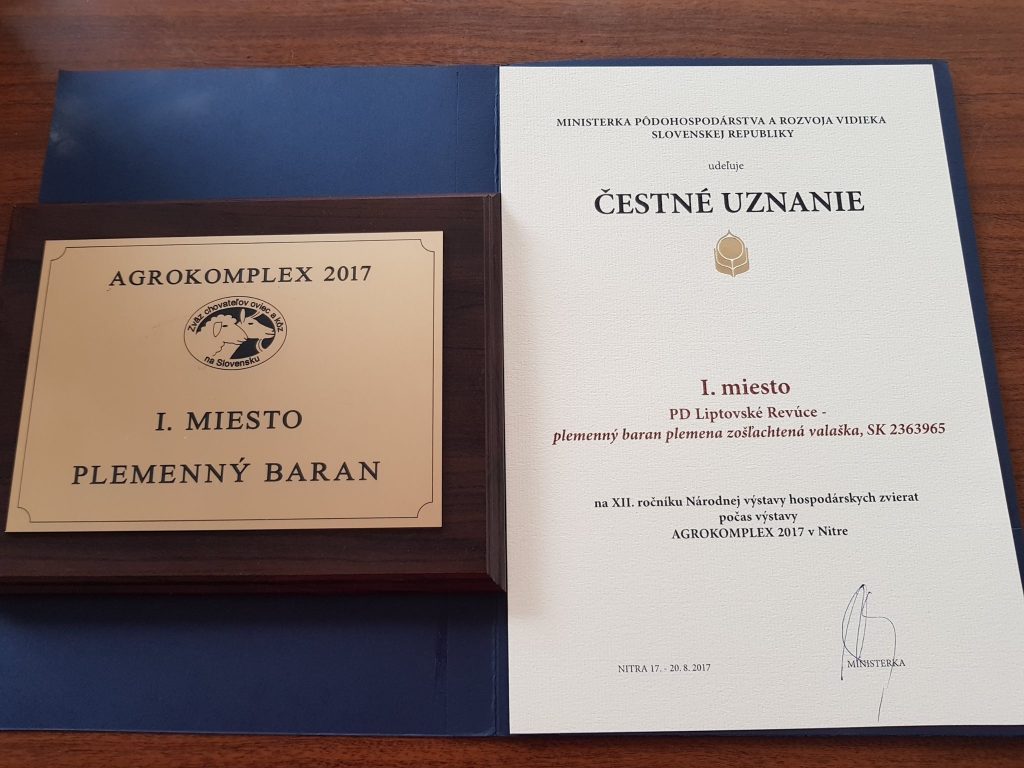 AGROKOMPLEX 2017
Zväz chovateľov oviec a kôz
na Slovensku
I. MIESTO
PLEMENNÝ BARAN
MINISTERKA PÔDOHOSPODÁRSTVA A ROZVOJA VIDIEKA
SLOVENSKEJ REPUBLIKY
udeľuje
ČESTNÉ UZNANIE
I. miesto
PD Liptovské Revúce -
plemenný baran plemena zošľachtená valaška, SK 2363965
na XII. ročníku Národnej výstavy hospodárskych zvierat
počas výstavy
AGROKOMPLEX 2017 v Nitre
NITRA 17. - 20. 8. 2017
MINISTERKA